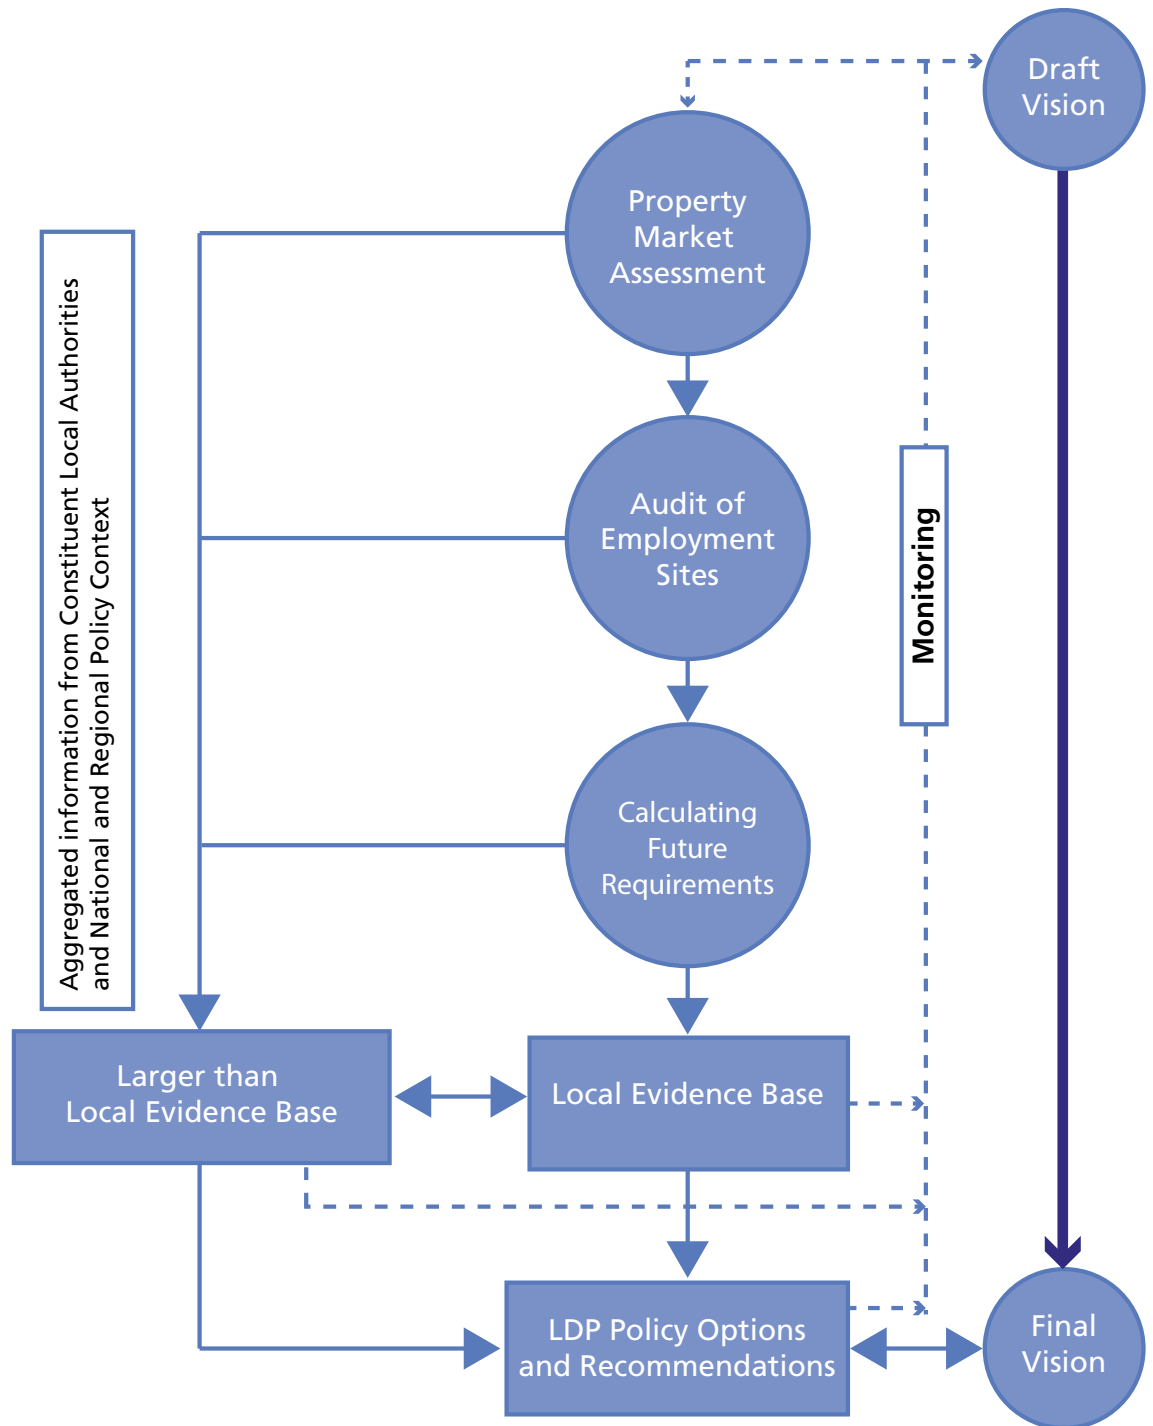 Draft
Vision
Property
Market
Assessment
Aggregated information from Constituent Local Authorities
and National and Regional Policy Context
Audit of
Employment
Sites
Monitoring
Calculating
Future
Requirements
Larger than
Local Evidence Base
Local Evidence Base
LDP Policy Options
and Recommendations
Final
Vision